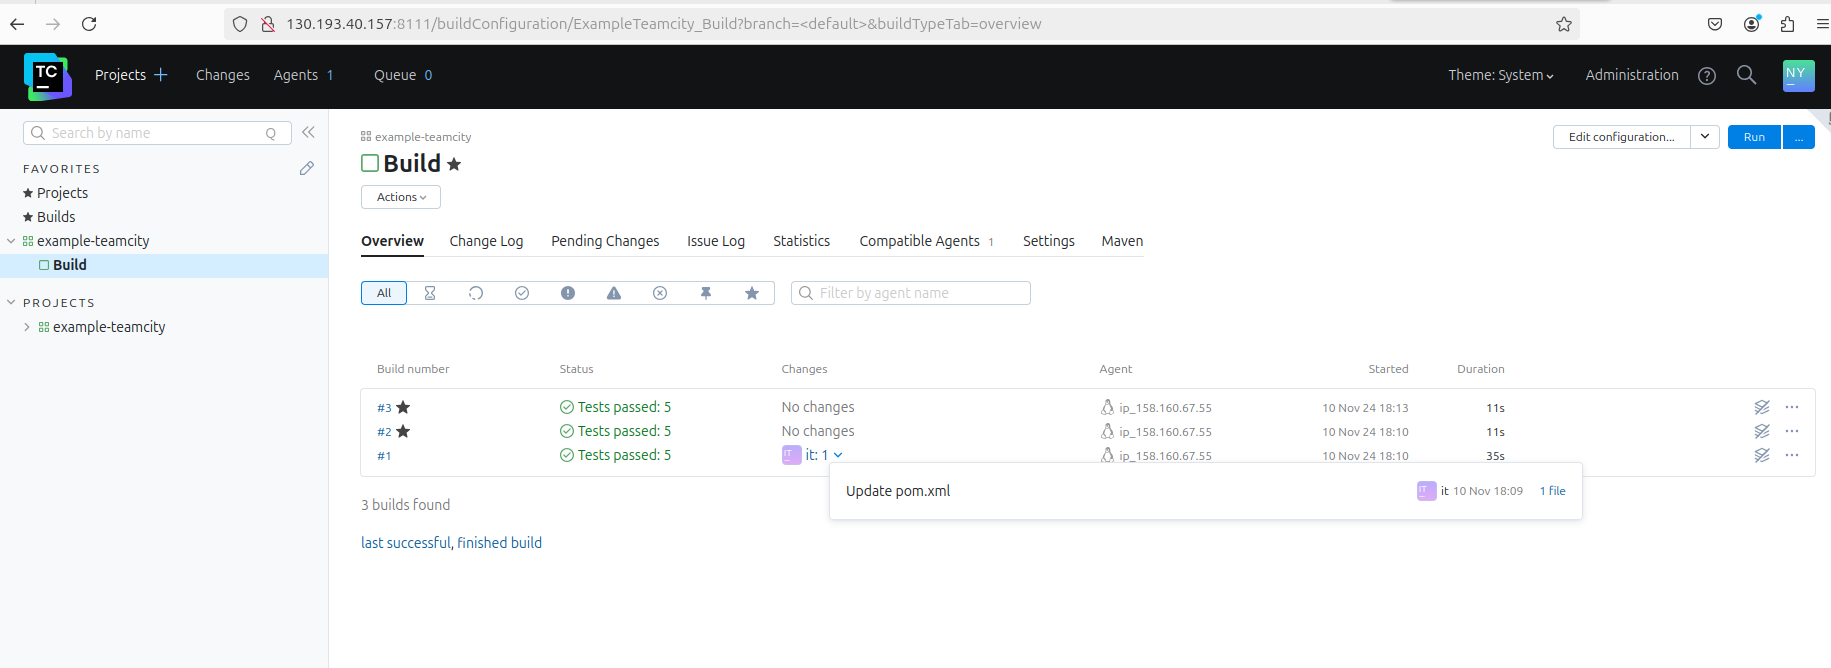 130.193.40.157:8111/buildConfiguration/ExampleTeamcity_Build?branch=<default>&buildTypeTab=overview
TC Projects Changes Agents 1 Queue 0 Theme: System Administration ? NY
Search by name Q
example-teamcity
Edit configuration... Run ...
Build
FAVORITES
Projects
Actions
Builds
example-teamcity
Overview Change Log Pending Changes Issue Log Statistics Compatible Agents 1 Settings Maven
Build
All Filter by agent name
PROJECTS
example-teamcity
Build number Status Changes Agent Started Duration
#3 Tests passed: 5 No changes ip_158.160.67.55 10 Nov 24 18:13 11s
#2 Tests passed: 5 No changes ip_158.160.67.55 10 Nov 24 18:10 11s
#1 Tests passed: 5 IT it: 1 ip_158.160.67.55 10 Nov 24 18:10 35s
Update pom.xml IT it 10 Nov 18:09 1 file
3 builds found
last successful, finished build